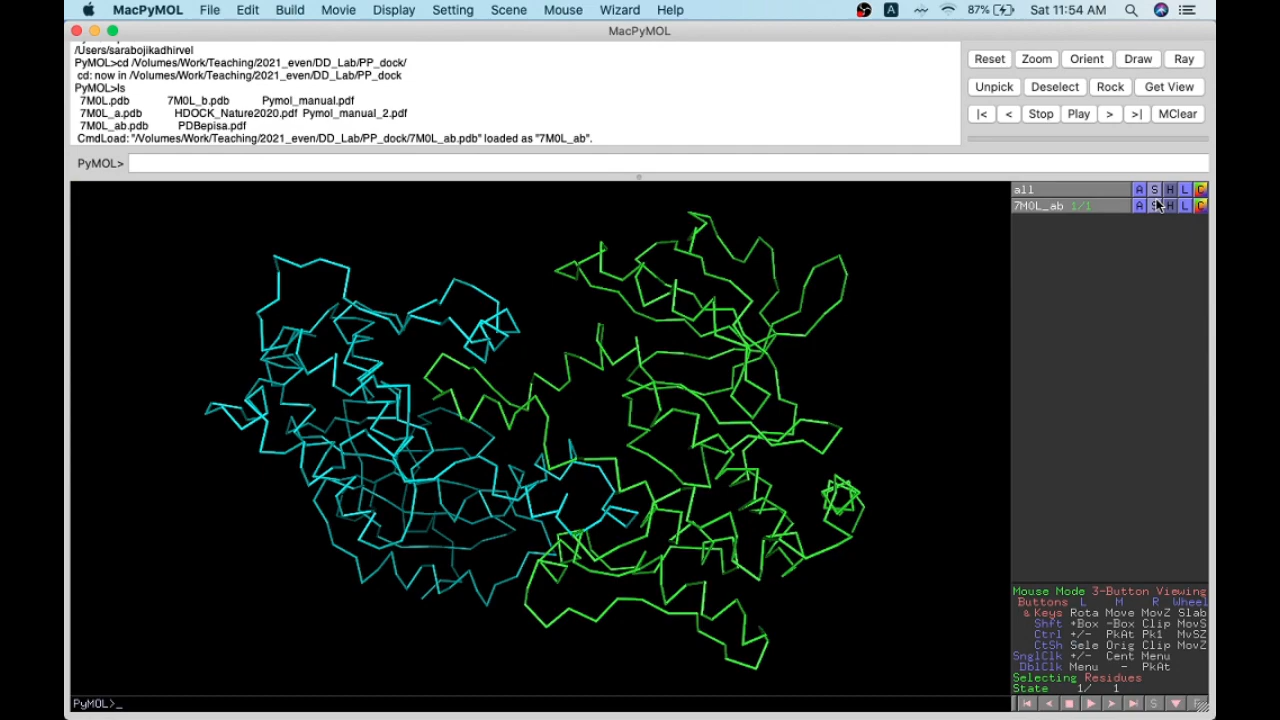 MacPyMOL File Edit Build Movie Display Setting Scene Mouse Wizard Help A 87% Sat 11:54 AM
MacPyMOL
/Users/sarabojikadhirvel
PyMOL>cd /Volumes/Work/Teaching/2021_even/DD_Lab/PP_dock/
cd: now in /Volumes/Work/Teaching/2021_even/DD_Lab/PP_dock
PyMOL>ls
7M0L.pdb 7M0L_b.pdb Pymol_manual.pdf
7M0L_a.pdb HDOCK_Nature2020.pdf Pymol_manual_2.pdf
7M0L_ab.pdb PDBepisa.pdf
CmdLoad: "/Volumes/Work/Teaching/2021_even/DD_Lab/PP_dock/7M0L_ab.pdb" loaded as "7M0L_ab".
PyMOL>
Reset Zoom Orient Draw Ray
Unpick Deselect Rock Get View
|< < Stop Play > >| MClear
all A S H L C
7M0L_ab 1/1 A S H L C
Mouse Mode 3-Button Viewing
Buttons L M R Wheel
& Keys Rota Move MovZ Slab
Shft +Box -Box Clip MovS
Ctrl +/- PkAt Pk1 MvSZ
CtSh Sele Orig Clip MovZ
SnglClk +/- Cent Menu
DblClk Menu - PkAt
Selecting Residues
State 1/ 1
S F
PyMOL>_